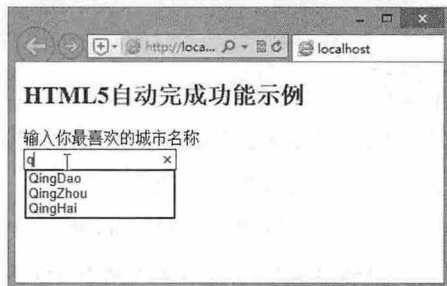 http://loca...
localhost
HTML5自动完成功能示例
输入你最喜欢的城市名称
q
QingDao
QingZhou
QingHai